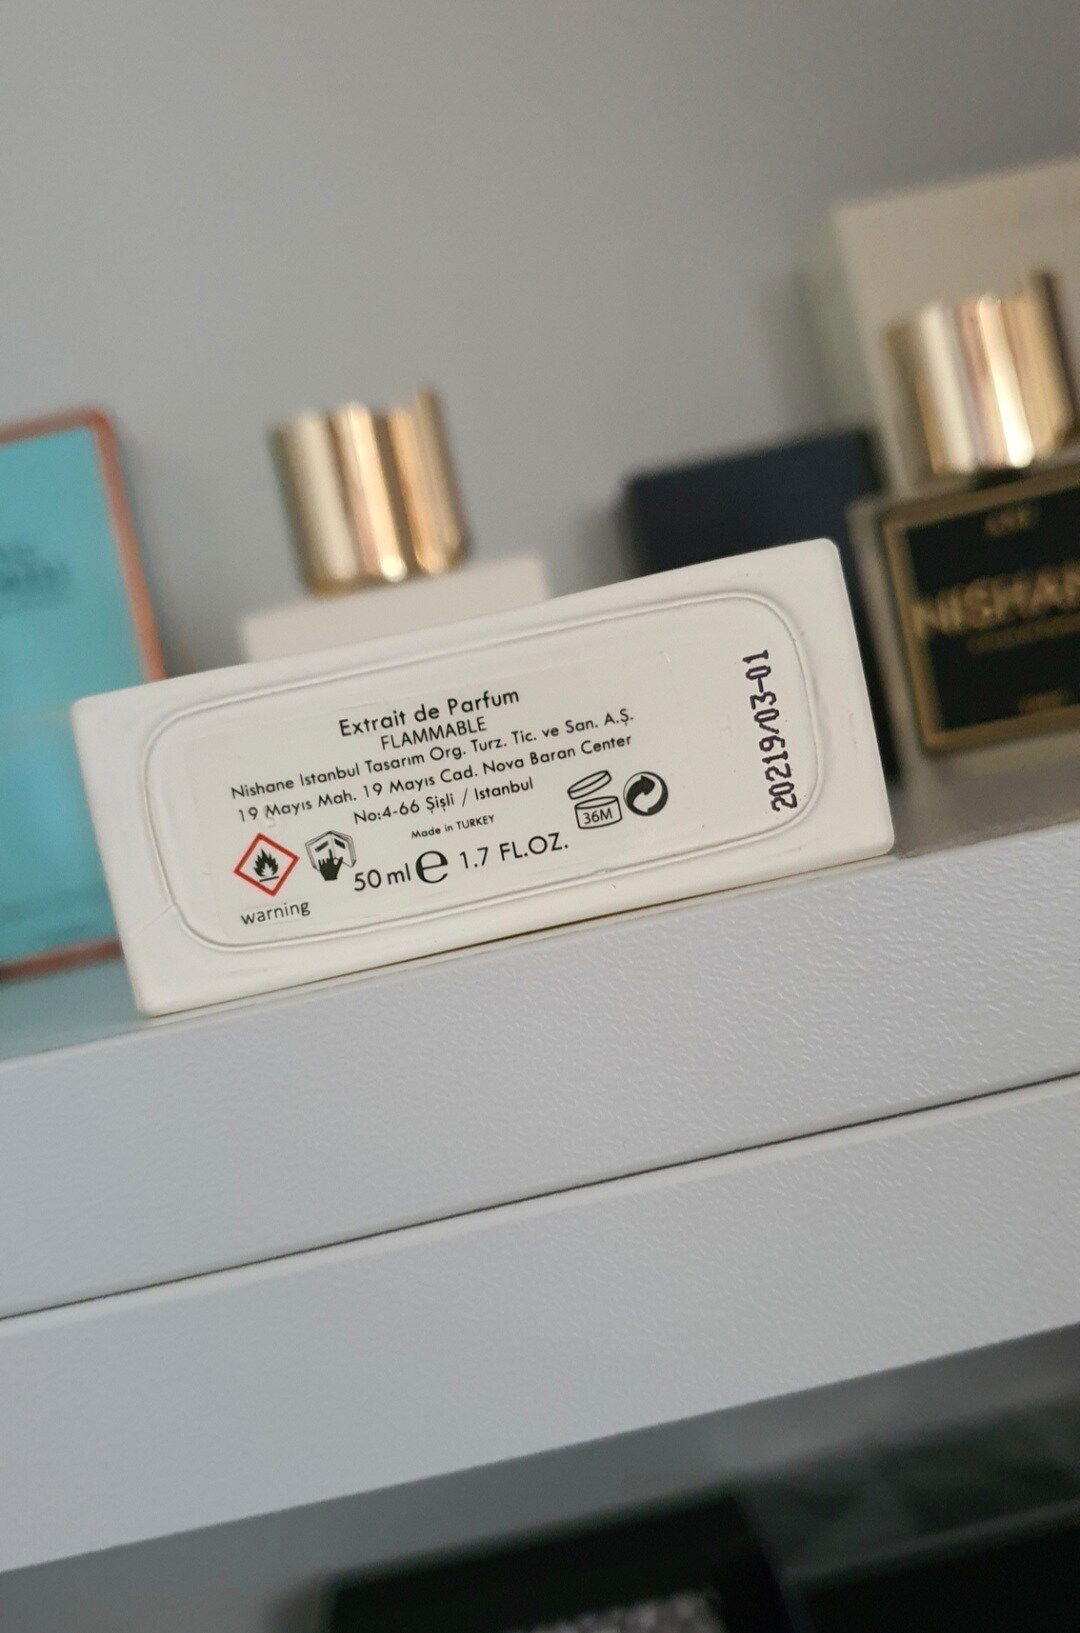 Extrait de Parfum
FLAMMABLE
Nishane Istanbul Tasarım Org. Turz. Tic. ve San. A.Ş.
19 Mayıs Mah. 19 Mayıs Cad. Nova Baran Center
No:4-66 Şişli / Istanbul
Made in TURKEY
36M
50 ml e 1.7 FL.OZ.
warning
20219/03-01
NISHAN